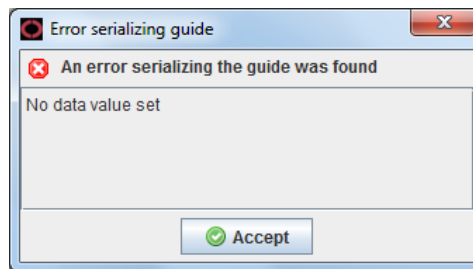 Error serializing guide
An error serializing the guide was found
No data value set
Accept